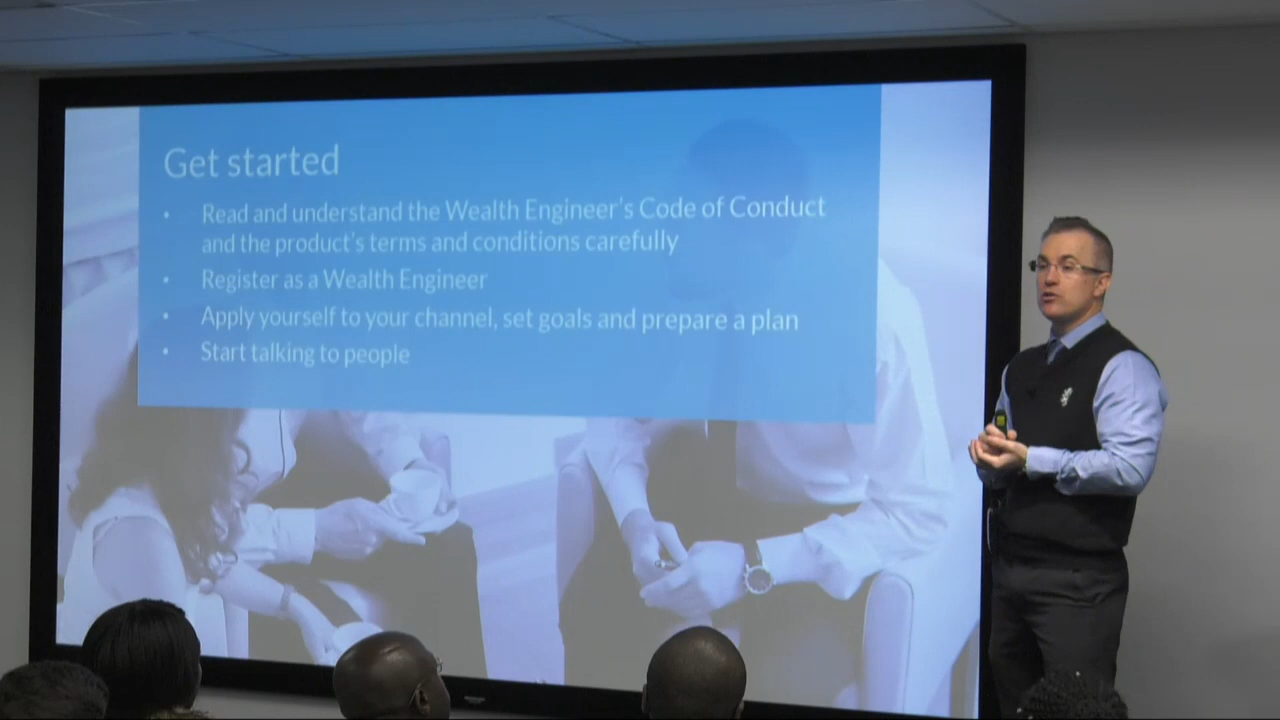 Get started
• Read and understand the Wealth Engineer's Code of Conduct
and the product's terms and conditions carefully
• Register as a Wealth Engineer
• Apply yourself to your channel, set goals and prepare a plan
• Start talking to people